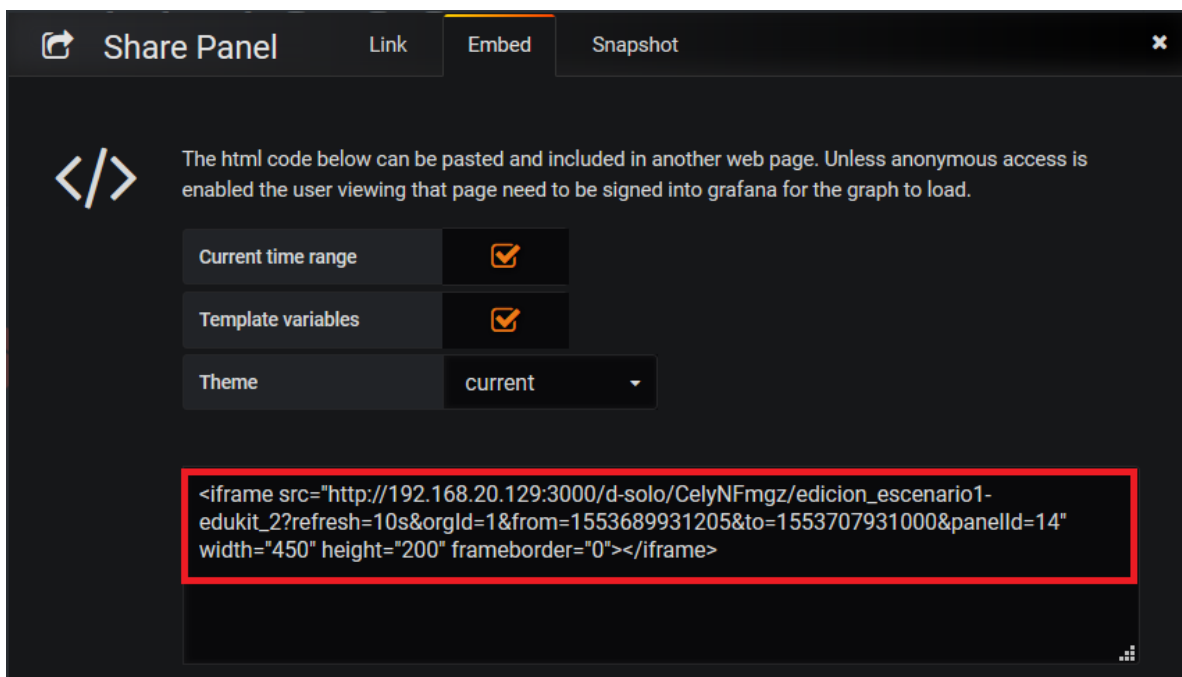 Share Panel Link Embed Snapshot
</> The html code below can be pasted and included in another web page. Unless anonymous access is
enabled the user viewing that page need to be signed into grafana for the graph to load.
Current time range
Template variables
Theme current
<iframe src="http://192.168.20.129:3000/d-solo/CelyNFmgz/edicion_escenario1-
edukit_2?refresh=10s&orgId=1&from=1553689931205&to=1553707931000&panelId=14"
width="450" height="200" frameborder="0"></iframe>